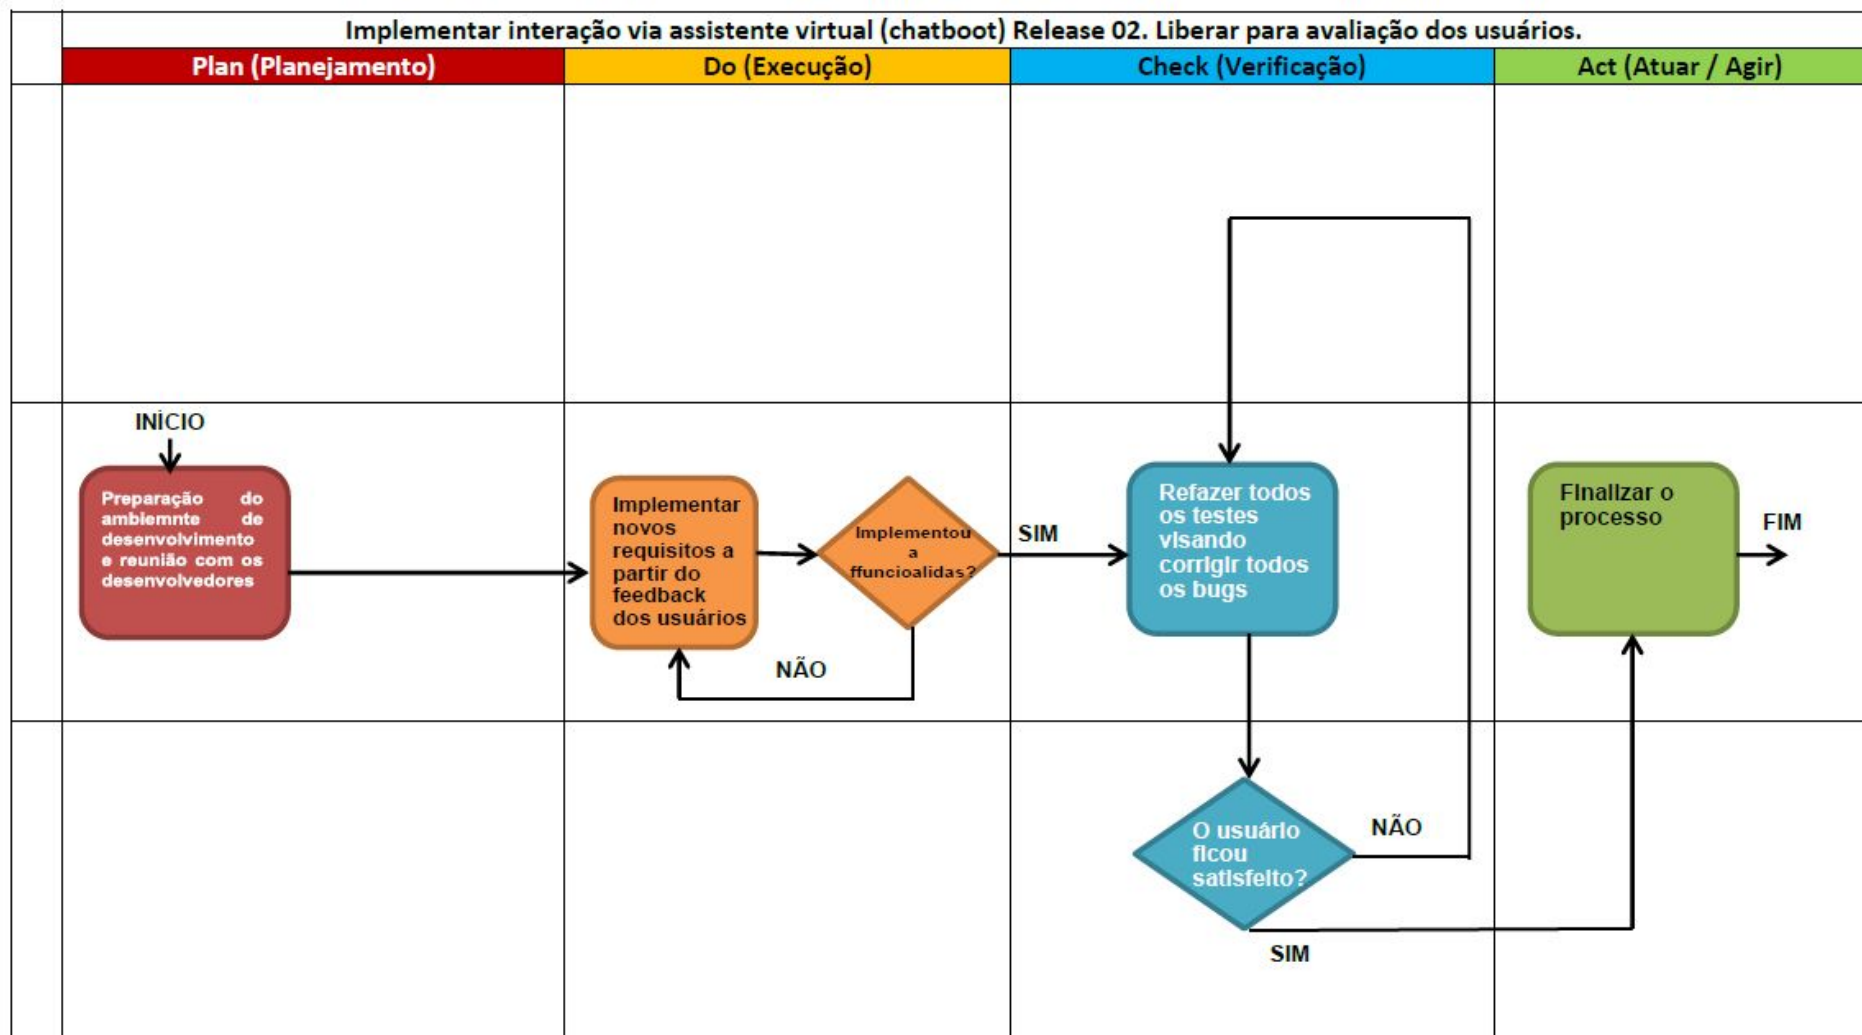 Implementar interação via assistente virtual (chatboot) Release 02. Liberar para avaliação dos usuários.
Plan (Planejamento)
Do (Execução)
Check (Verificação)
Act (Atuar / Agir)
INÍCIO
Preparação do
ambiemnte de
desenvolvimento
e reunião com os
desenvolvedores
Implementar
novos
requisitos a
partir do
feedback
dos usuários
Implementou
a
ffuncioalidas?
NÃO
SIM
Refazer todos
os testes
visando
corrigir todos
os bugs
O usuário
ficou
satisfeito?
NÃO
SIM
Finalizar o
processo
FIM